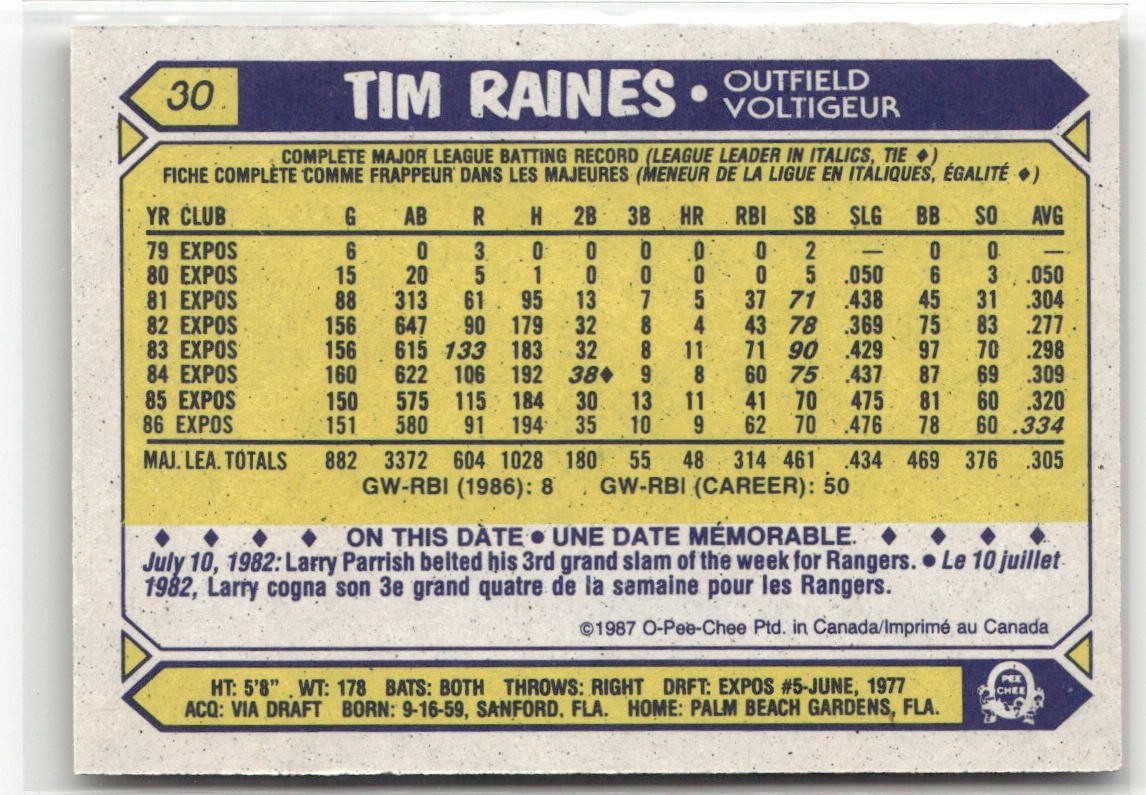 30 TIM RAINES • OUTFIELD
VOLTIGEUR
COMPLETE MAJOR LEAGUE BATTING RECORD (LEAGUE LEADER IN ITALICS, TIE ♦)
FICHE COMPLÈTE COMME FRAPPEUR DANS LES MAJEURES (MENEUR DE LA LIGUE EN ITALIQUES, ÉGALITÉ ♦)
YR CLUB G AB R H 2B 3B HR RBI SB SLG BB SO AVG
79 EXPOS 6 0 3 0 0 0 0 0 2 — 0 0 —
80 EXPOS 15 20 5 1 0 0 0 0 5 .050 6 3 .050
81 EXPOS 88 313 61 95 13 7 5 37 71 .438 45 31 .304
82 EXPOS 156 647 90 179 32 8 4 43 78 .369 75 83 .277
83 EXPOS 156 615 133 183 32 8 11 71 90 .429 97 70 .298
84 EXPOS 160 622 106 192 38♦ 9 8 60 75 .437 87 69 .309
85 EXPOS 150 575 115 184 30 13 11 41 70 .475 81 60 .320
86 EXPOS 151 580 91 194 35 10 9 62 70 .476 78 60 .334
MAJ. LEA. TOTALS 882 3372 604 1028 180 55 48 314 461 .434 469 376 .305
GW-RBI (1986): 8 GW-RBI (CAREER): 50
♦ ♦ ♦ ♦ ON THIS DATE • UNE DATE MÉMORABLE ♦ ♦ ♦ ♦
July 10, 1982: Larry Parrish belted his 3rd grand slam of the week for Rangers. • Le 10 juillet
1982, Larry cogna son 3e grand quatre de la semaine pour les Rangers.
©1987 O-Pee-Chee Ptd. in Canada/Imprimé au Canada
HT: 5'8" WT: 178 BATS: BOTH THROWS: RIGHT DRFT: EXPOS #5-JUNE, 1977
ACQ: VIA DRAFT BORN: 9-16-59, SANFORD, FLA. HOME: PALM BEACH GARDENS, FLA.
PEE
CHEE